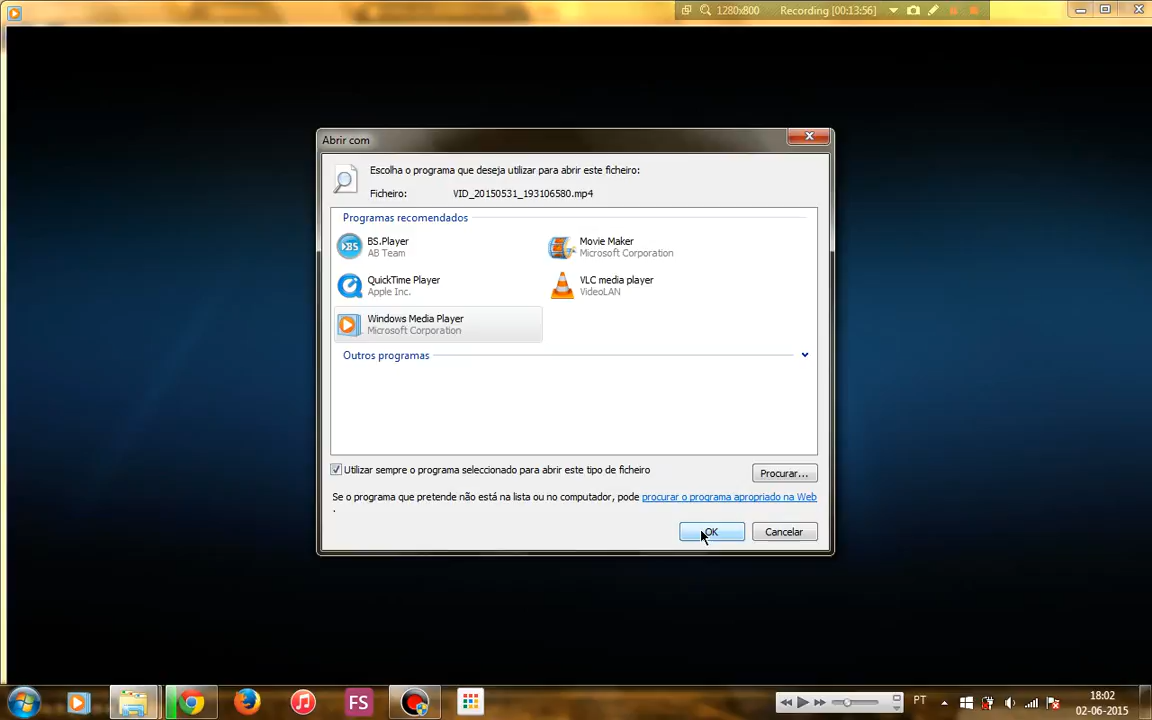 1280x800 Recording [00:13:56]
Abrir com
Escolha o programa que deseja utilizar para abrir este ficheiro:
Ficheiro: VID_20150531_193106580.mp4
Programas recomendados
BS.Player
AB Team
Movie Maker
Microsoft Corporation
QuickTime Player
Apple Inc.
VLC media player
VideoLAN
Windows Media Player
Microsoft Corporation
Outros programas
Utilizar sempre o programa seleccionado para abrir este tipo de ficheiro
Procurar...
Se o programa que pretende não está na lista ou no computador, pode procurar o programa apropriado na Web
.
OK Cancelar
FS
PT
18:02
02-06-2015